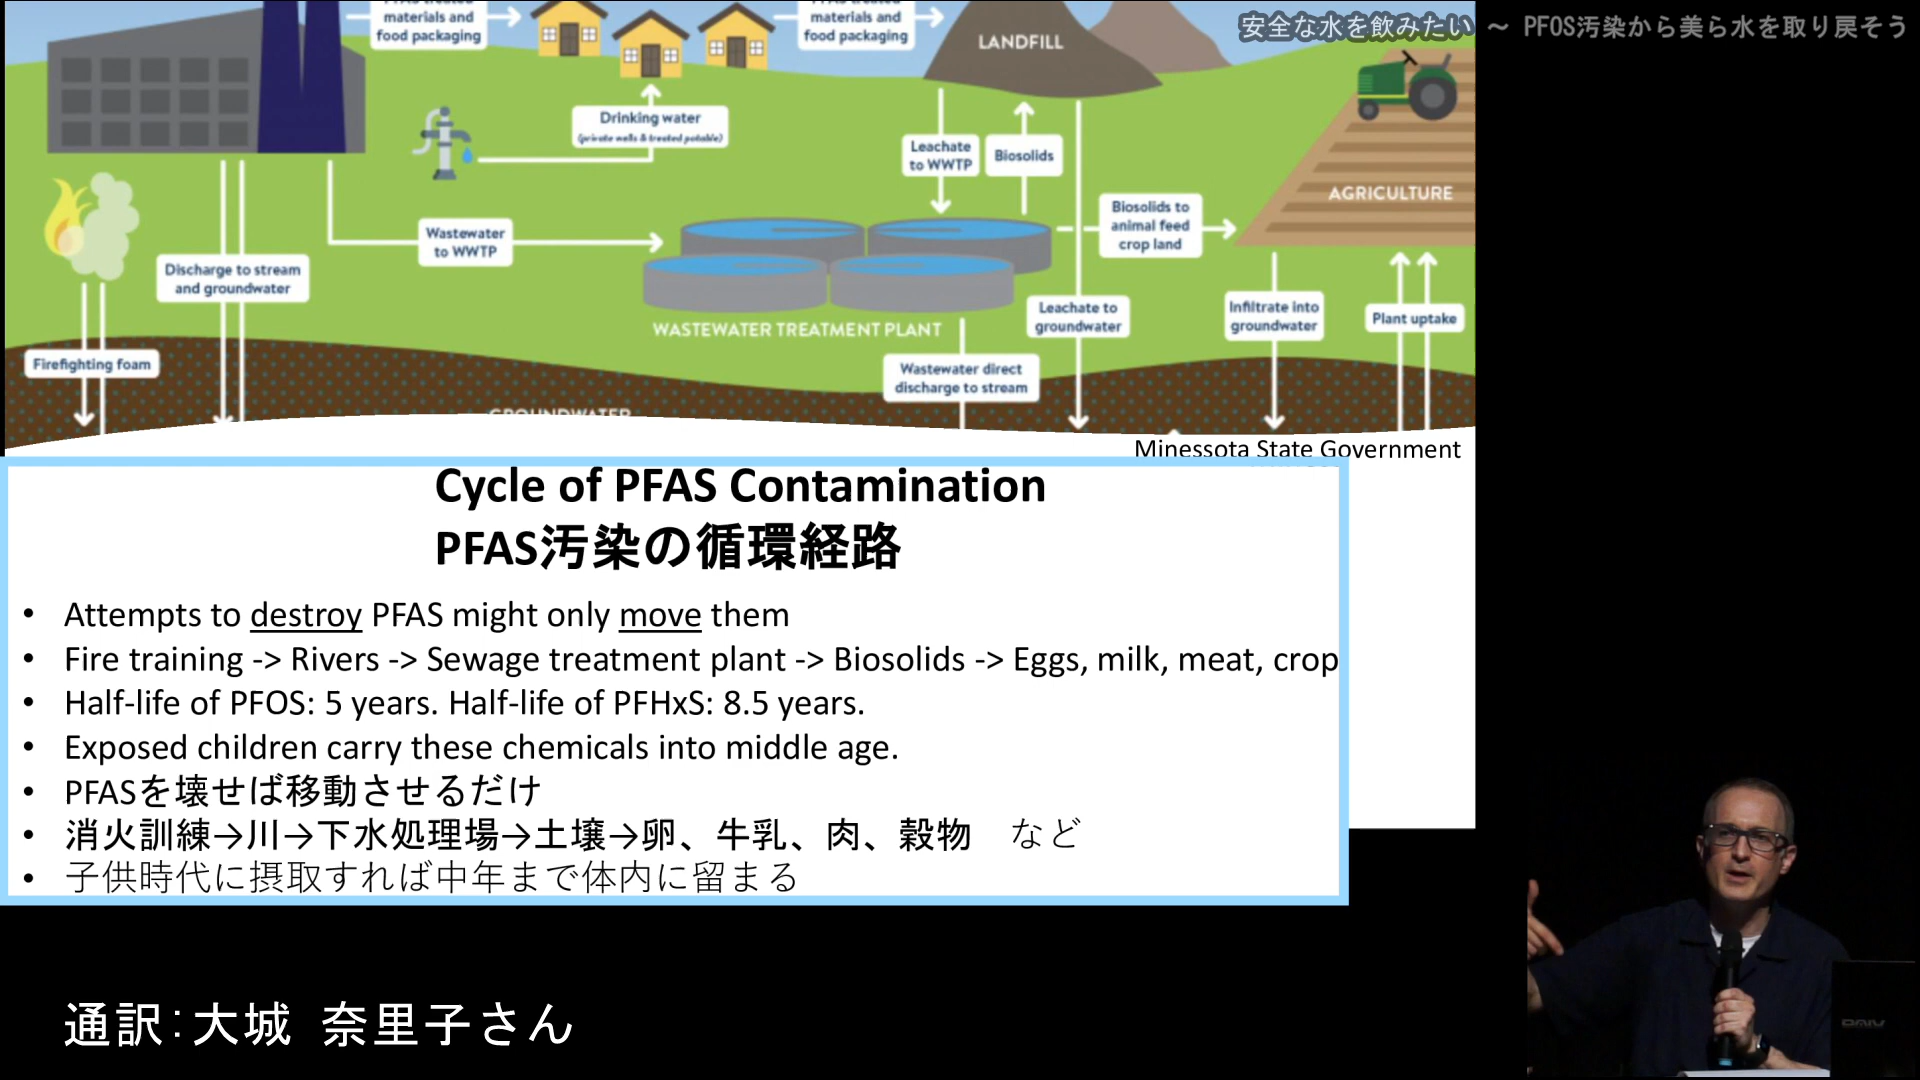 安全な水を飲みたい ～ PFOS汚染から美ら水を取り戻そう
materials and
food packaging
materials and
food packaging
LANDFILL
Drinking water
(private wells & treated potable)
Leachate
to WWTP
Biosolids
AGRICULTURE
Biosolids to
animal feed
crop land
Wastewater
to WWTP
Discharge to stream
and groundwater
Leachate to
groundwater
Infiltrate into
groundwater
Plant uptake
WASTEWATER TREATMENT PLANT
Firefighting foam
Wastewater direct
discharge to stream
GROUNDWATER
Minessota State Government
Cycle of PFAS Contamination
PFAS汚染の循環経路
• Attempts to destroy PFAS might only move them
• Fire training -> Rivers -> Sewage treatment plant -> Biosolids -> Eggs, milk, meat, crop
• Half-life of PFOS: 5 years. Half-life of PFHxS: 8.5 years.
• Exposed children carry these chemicals into middle age.
• PFASを壊せば移動させるだけ
• 消火訓練→川→下水処理場→土壌→卵、牛乳、肉、穀物　など
• 子供時代に摂取すれば中年まで体内に留まる
通訳:大城 奈里子さん